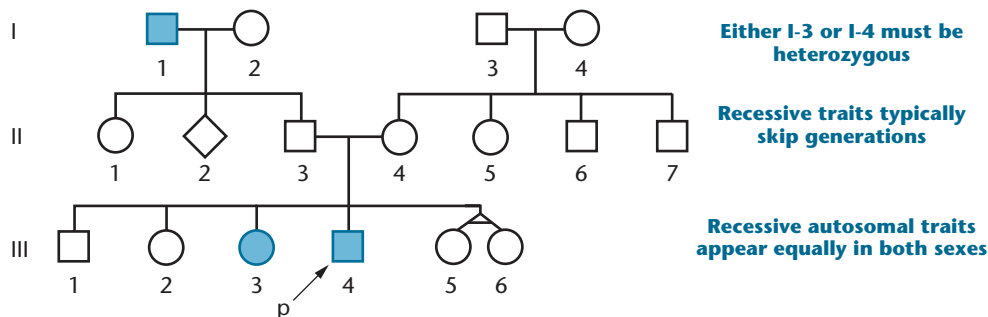 I
1
2
3
4
Either I-3 or I-4 must be
heterozygous
II
1
2
3
4
5
6
7
Recessive traits typically
skip generations
III
1
2
3
4
5
6
p
Recessive autosomal traits
appear equally in both sexes